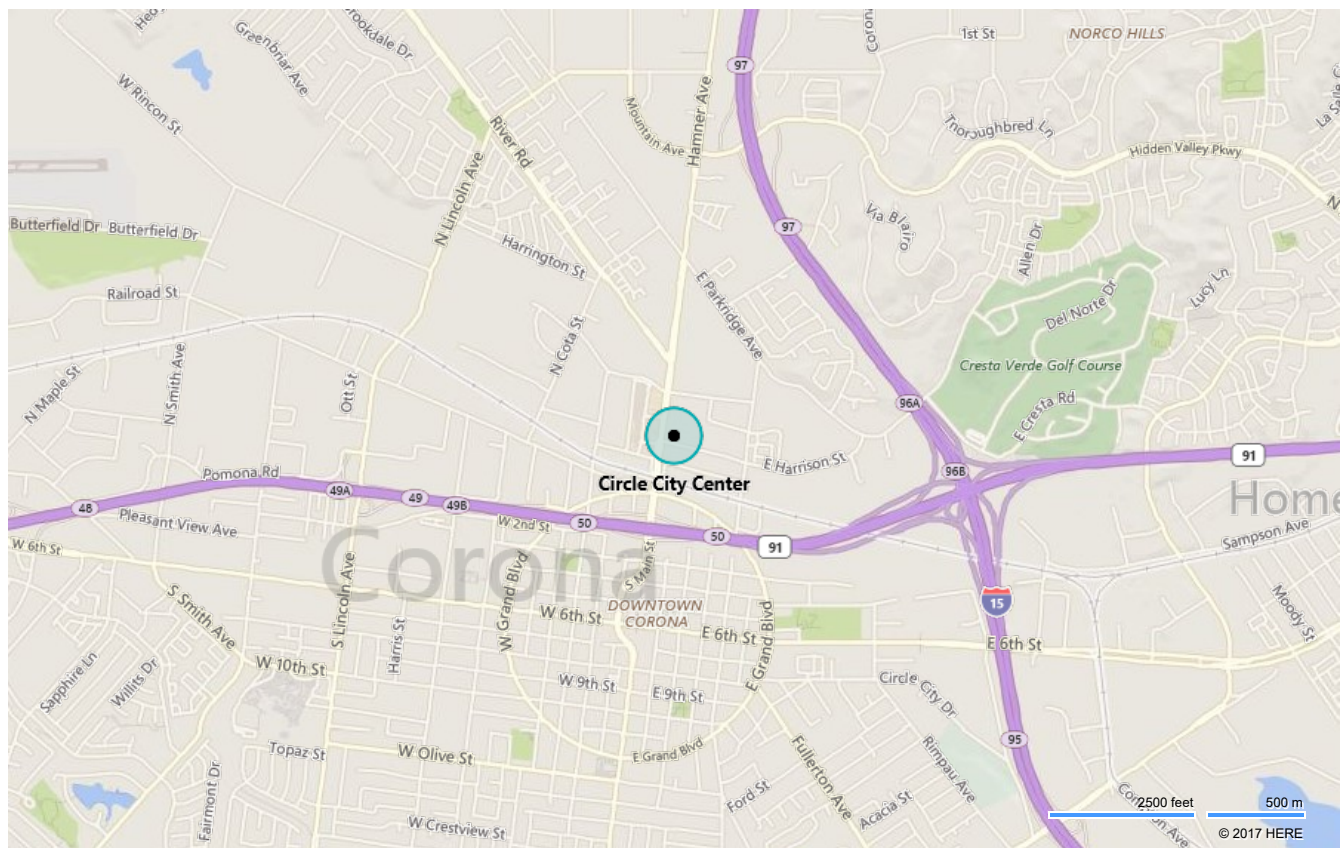 Corona
1st St
NORCO HILLS
Brookdale Dr
Greenbriar Ave
97
Hamner Ave
W Rincon St
Mountain Ave
River Rd
Thoroughbred Ln
Hidden Valley Pkwy
La Sille C
N Lincoln Ave
Via Blairo
97
Butterfield Dr
Butterfield Dr
Harrington St
Allen Dr
N
Railroad St
E Parkridge Ave
Del Norte Dr
Lucy Ln
N Cota St
Cresta Verde Golf Course
N Maple St
N Smith Ave
Ott St
96A
E Cresta Rd
E Harrison St
91
Pomona Rd
96B
Circle City Center
49A
49
49B
Home
48
Pleasant View Ave
W 2nd St
50
50
91
Sampson Ave
W 6th St
Corona
S Main St
S Smith Ave
S Lincoln Ave
W Grand Blvd
W 6th St
DOWNTOWN
CORONA
E 6th St
E Grand Blvd
15
Moody St
Harris St
W 10th St
E 6th St
Sapphire Ln
Willits Dr
W 9th St
E 9th St
Circle City Dr
Topaz St
W Olive St
E Grand Blvd
95
Fullerton Ave
Rimpau Ave
Fairmont Dr
Ford St
Acacia St
W Crestview St
2500 feet
500 m
© 2017 HERE